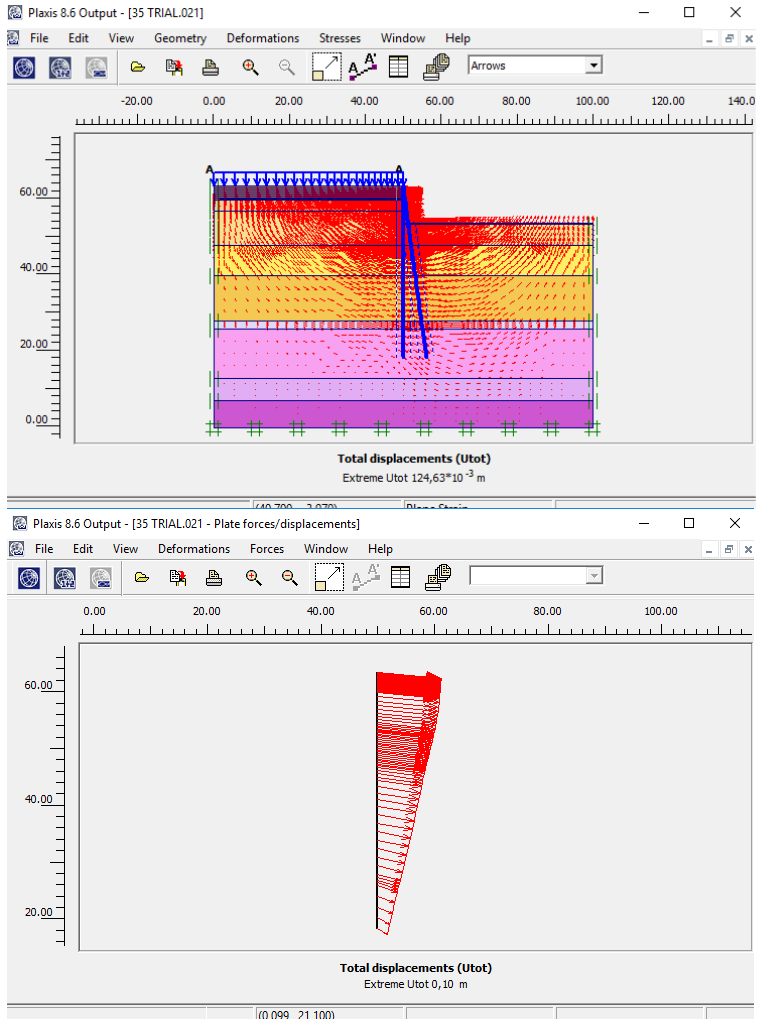 Plaxis 8.6 Output - [35 TRIAL.021]
File Edit View Geometry Deformations Stresses Window Help
A A' Arrows
-20.00 0.00 20.00 40.00 60.00 80.00 100.00 120.00 140.0
A A
60.00
40.00
20.00
0.00
Total displacements (Utot)
Extreme Utot 124,63*10 -3 m
Plane Strain
Plaxis 8.6 Output - [35 TRIAL.021 - Plate forces/displacements]
File Edit View Deformations Forces Window Help
A A'
0.00 20.00 40.00 60.00 80.00 100.00
60.00
40.00
20.00
Total displacements (Utot)
Extreme Utot 0,10 m